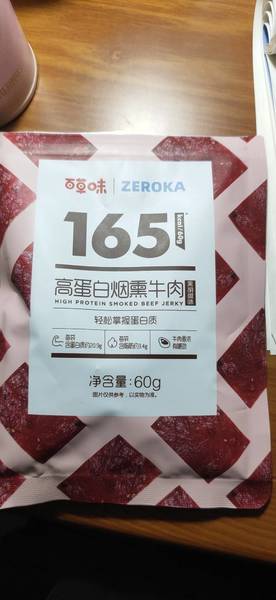 百草味 | ZEROKA
165 kcal/60g
高蛋白烟熏牛肉
HIGH PROTEIN SMOKED BEEF JERKY
轻松掌握蛋白质
净含量:60g
图片仅供参考,以实物为准。